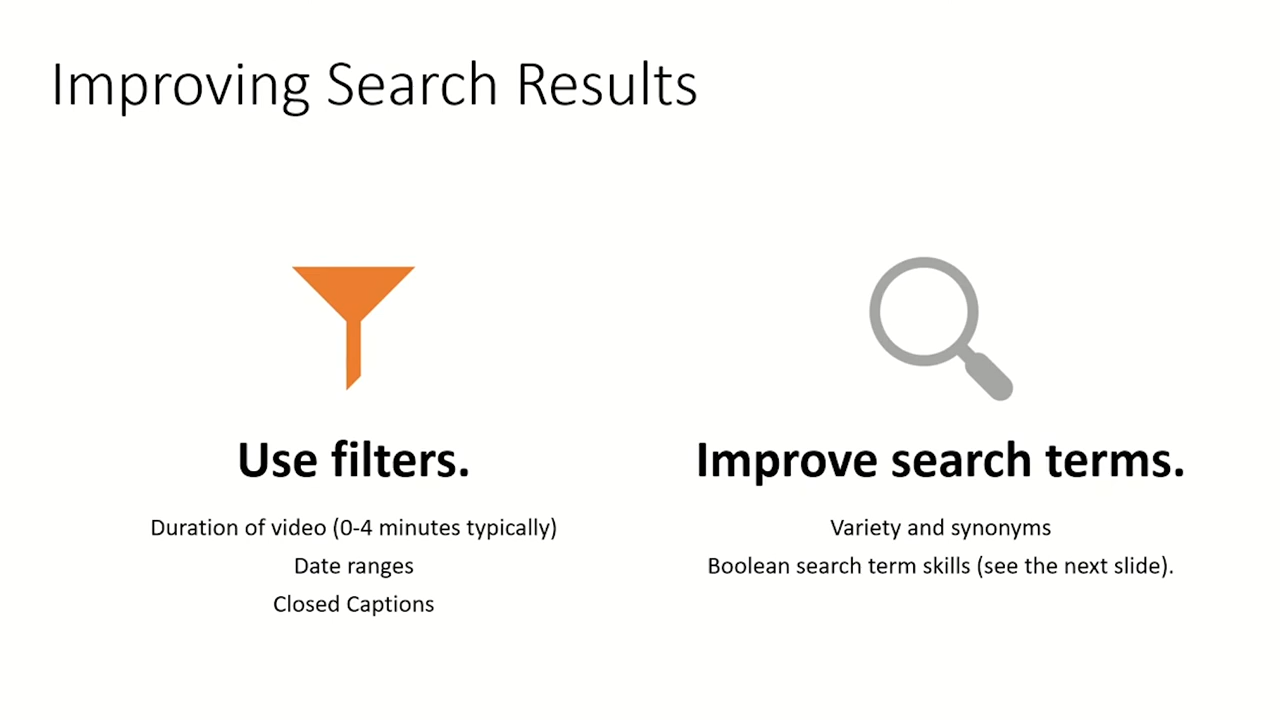 Improving Search Results
Use filters.
Duration of video (0-4 minutes typically)
Date ranges
Closed Captions
Improve search terms.
Variety and synonyms
Boolean search term skills (see the next slide).